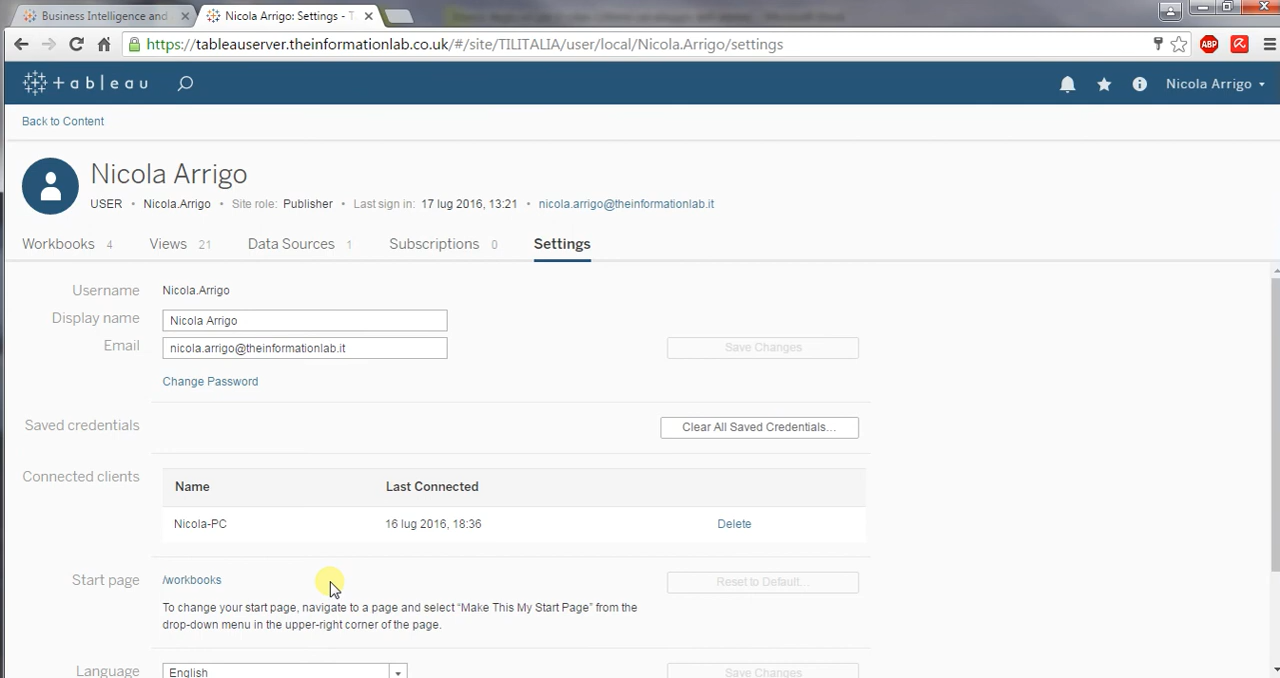 Business Intelligence and
Nicola Arrigo: Settings - T
https://tableauserver.theinformationlab.co.uk/#/site/TILITALIA/user/local/Nicola.Arrigo/settings
ABP
+ a b l e a u
Nicola Arrigo
Back to Content
Nicola Arrigo
USER • Nicola.Arrigo • Site role: Publisher • Last sign in: 17 lug 2016, 13:21 • nicola.arrigo@theinformationlab.it
Workbooks 4 Views 21 Data Sources 1 Subscriptions 0 Settings
Username Nicola.Arrigo
Display name Nicola Arrigo
Email nicola.arrigo@theinformationlab.it Save Changes
Change Password
Saved credentials Clear All Saved Credentials...
Connected clients Name Last Connected
Nicola-PC 16 lug 2016, 18:36 Delete
Start page /workbooks Reset to Default...
To change your start page, navigate to a page and select “Make This My Start Page” from the
drop-down menu in the upper-right corner of the page.
Language English Save Changes